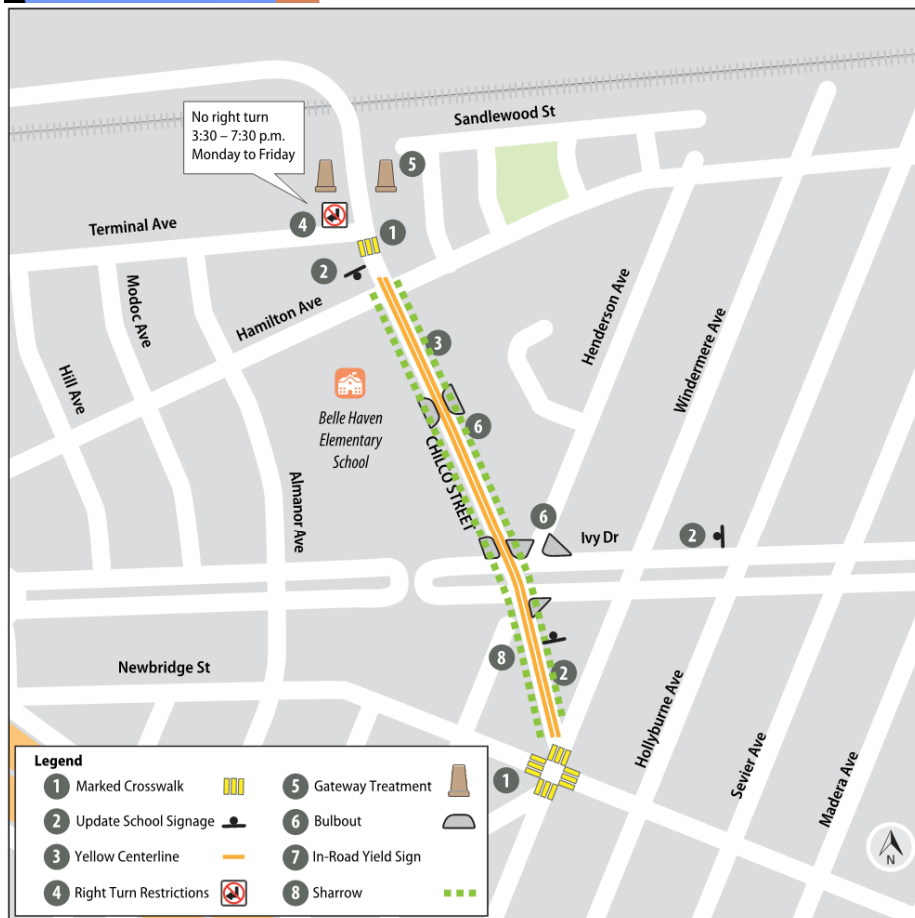 Sandlewood St
No right turn
3:30 – 7:30 p.m.
Monday to Friday
5
4
Terminal Ave
1
2
Modoc Ave
Hamilton Ave
Henderson Ave
3
Windermere Ave
Hill Ave
Belle Haven
Elementary
School
6
CHILCO STREET
Almanor Ave
6
Ivy Dr
2
Newbridge St
8
2
Hollyburne Ave
Sevier Ave
Madera Ave
1
Legend
1 Marked Crosswalk
2 Update School Signage
3 Yellow Centerline
4 Right Turn Restrictions
5 Gateway Treatment
6 Bulbout
7 In-Road Yield Sign
8 Sharrow
N